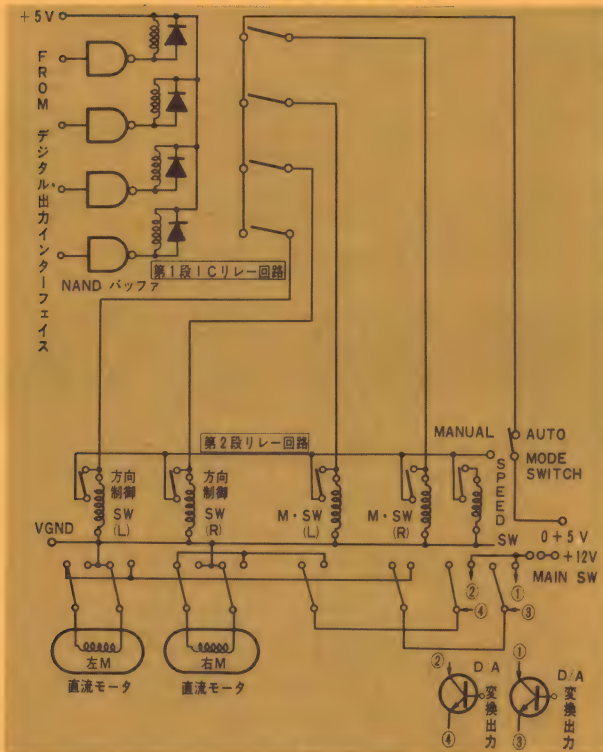 +5V
FROM デジタル出力インターフェイス
NAND バッファ
第1段ICリレー回路
第2段リレー回路
MANUAL
AUTO
MODE
SWITCH
SPEED
SW
方向
制御
SW
(L)
方向
制御
SW
(R)
M・SW
(L)
M・SW
(R)
VGND
0+5V
+12V
MAIN SW
② ①
④ ③
左M
右M
直流モータ
直流モータ
② DA
変換出力
④
① D/A
変換出力
③